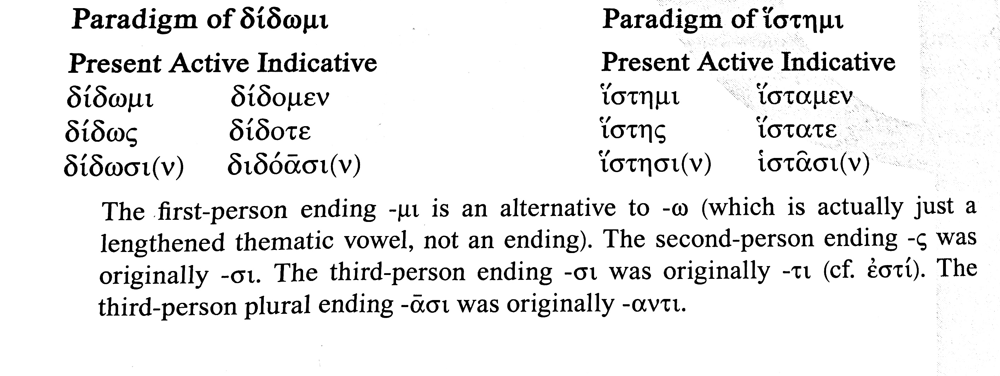 Paradigm of δίδωμι Paradigm of ἵστημι
Present Active Indicative Present Active Indicative
δίδωμι δίδομεν ἵστημι ἵσταμεν
δίδως δίδοτε ἵστης ἵστατε
δίδωσι(ν) διδόᾱσι(ν) ἵστησι(ν) ἱστᾶσι(ν)
The first-person ending -μι is an alternative to -ω (which is actually just a
lengthened thematic vowel, not an ending). The second-person ending -ς was
originally -σι. The third-person ending -σι was originally -τι (cf. ἐστί). The
third-person plural ending -ᾱσι was originally -αντι.